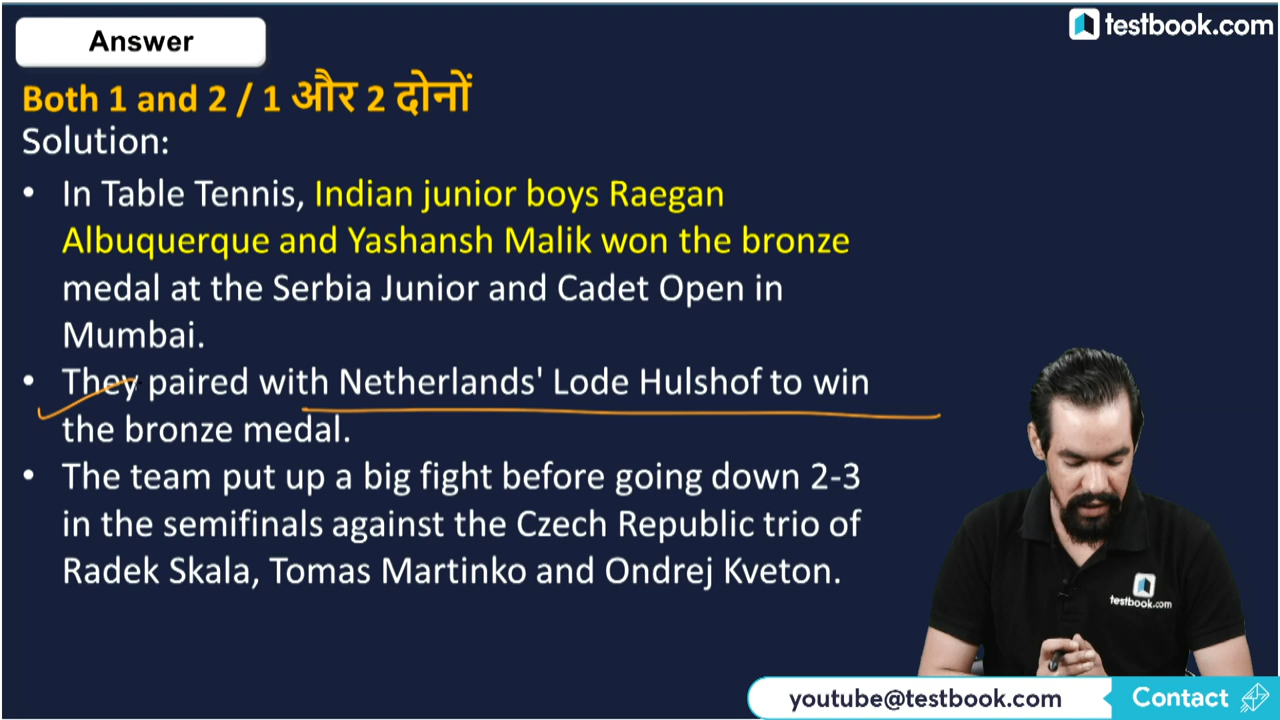 Answer
testbook.com
Both 1 and 2 / 1 और 2 दोनों
Solution:
• In Table Tennis, Indian junior boys Raegan
Albuquerque and Yashansh Malik won the bronze
medal at the Serbia Junior and Cadet Open in
Mumbai.
• They paired with Netherlands' Lode Hulshof to win
the bronze medal.
• The team put up a big fight before going down 2-3
in the semifinals against the Czech Republic trio of
Radek Skala, Tomas Martinko and Ondrej Kveton.
testbook.com
youtube@testbook.com
Contact